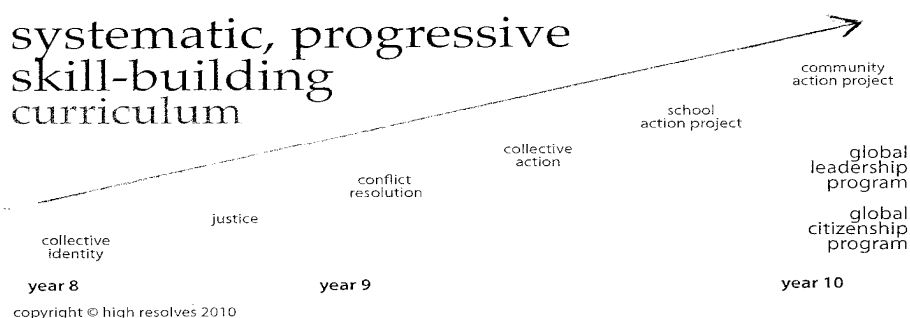 systematic, progressive
skill-building
curriculum
community
action project
school
action project
collective
action
conflict
resolution
justice
collective
identity
global
leadership
program
global
citizenship
program
year 8
year 9
year 10
copyright © high resolves 2010